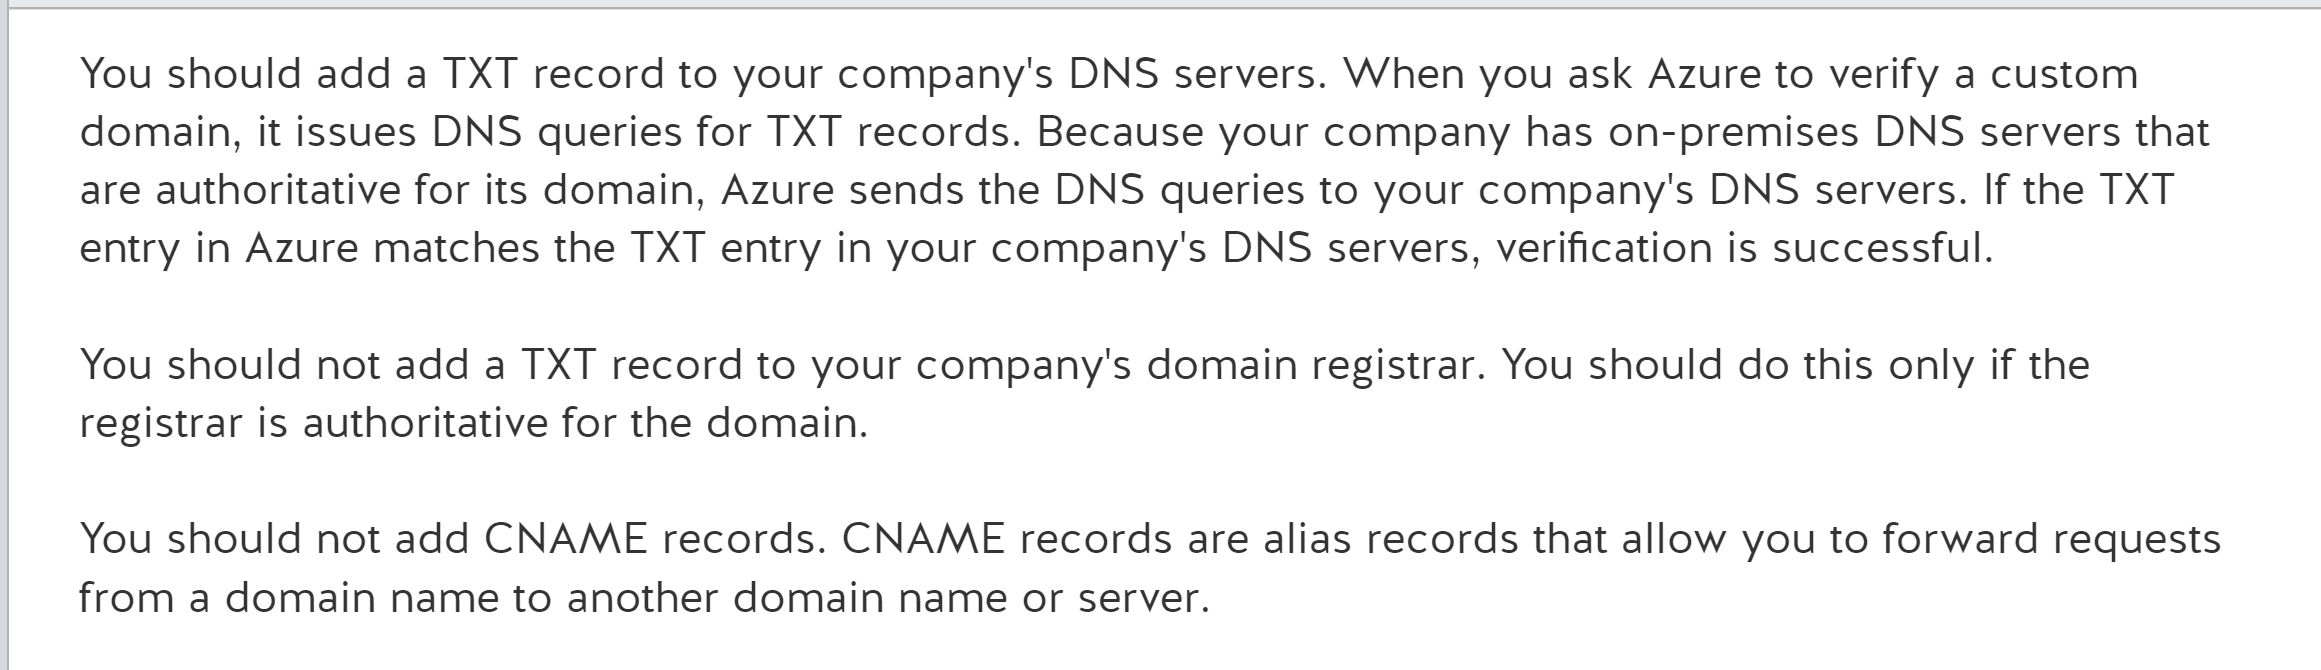 You should add a TXT record to your company's DNS servers. When you ask Azure to verify a custom
domain, it issues DNS queries for TXT records. Because your company has on-premises DNS servers that
are authoritative for its domain, Azure sends the DNS queries to your company's DNS servers. If the TXT
entry in Azure matches the TXT entry in your company's DNS servers, verification is successful.
You should not add a TXT record to your company's domain registrar. You should do this only if the
registrar is authoritative for the domain.
You should not add CNAME records. CNAME records are alias records that allow you to forward requests
from a domain name to another domain name or server.